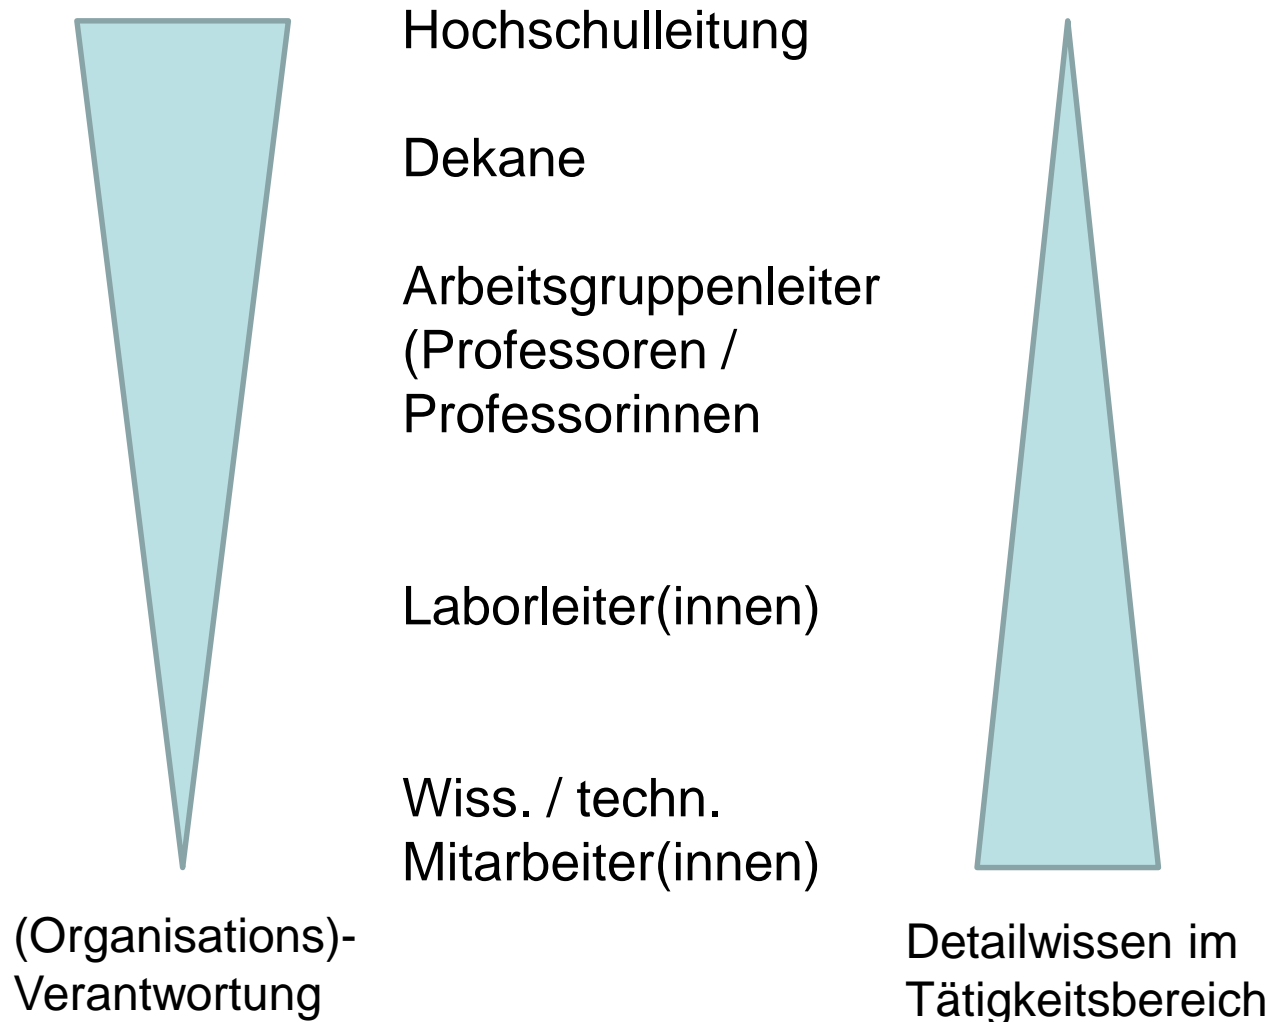 Hochschulleitung
Dekane
Arbeitsgruppenleiter
(Professoren /
Professorinnen
Laborleiter(innen)
Wiss. / techn.
Mitarbeiter(innen)
(Organisations)-
Verantwortung
Detailwissen im
Tätigkeitsbereich